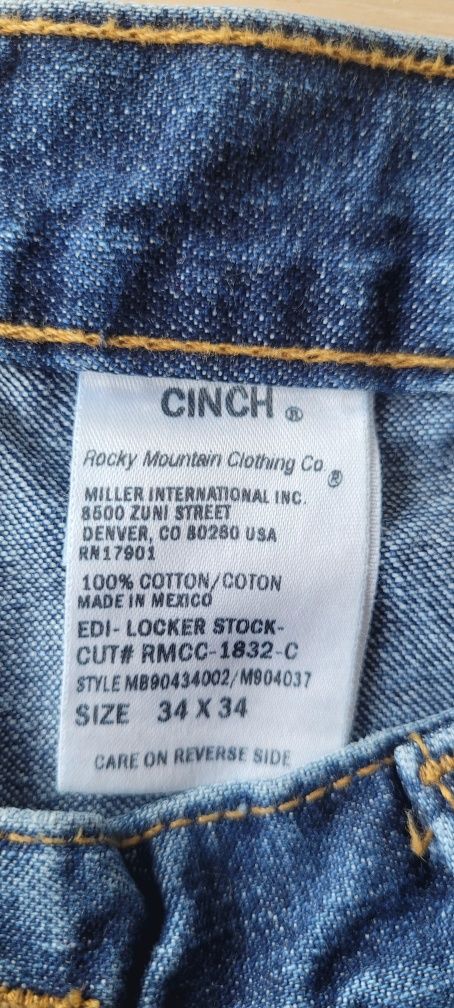 CINCH ®
Rocky Mountain Clothing Co ®
MILLER INTERNATIONAL INC.
8500 ZUNI STREET
DENVER, CO 80260 USA
RN17901
100% COTTON/COTON
MADE IN MEXICO
EDI- LOCKER STOCK-
CUT# RMCC-1832-C
STYLE MB90434002/M904037
SIZE 34 X 34
CARE ON REVERSE SIDE